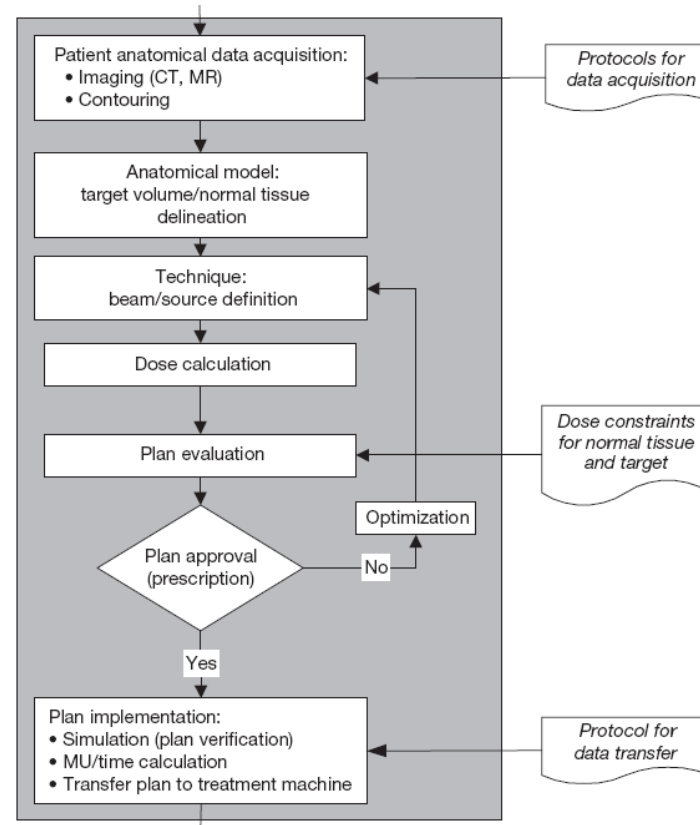 Patient anatomical data acquisition:
• Imaging (CT, MR)
• Contouring
Protocols for
data acquisition
Anatomical model:
target volume/normal tissue
delineation
Technique:
beam/source definition
Dose calculation
Plan evaluation
Dose constraints
for normal tissue
and target
Optimization
Plan approval
(prescription)
No
Yes
Plan implementation:
• Simulation (plan verification)
• MU/time calculation
• Transfer plan to treatment machine
Protocol for
data transfer